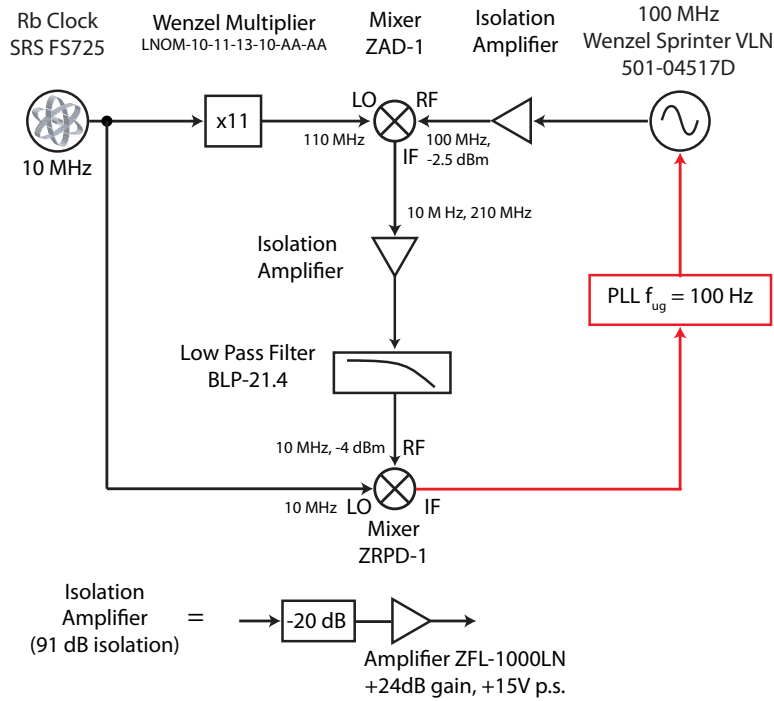 Rb Clock
SRS FS725
Wenzel Multiplier
LNOM-10-11-13-10-AA-AA
Mixer
ZAD-1
Isolation
Amplifier
100 MHz
Wenzel Sprinter VLN
501-04517D
10 MHz
x11
110 MHz
LO
RF
IF
100 MHz,
-2.5 dBm
10 M Hz, 210 MHz
Isolation
Amplifier
PLL fug = 100 Hz
Low Pass Filter
BLP-21.4
10 MHz, -4 dBm
RF
10 MHz
LO
IF
Mixer
ZRPD-1
Isolation
Amplifier
(91 dB isolation)
=
-20 dB
Amplifier ZFL-1000LN
+24dB gain, +15V p.s.